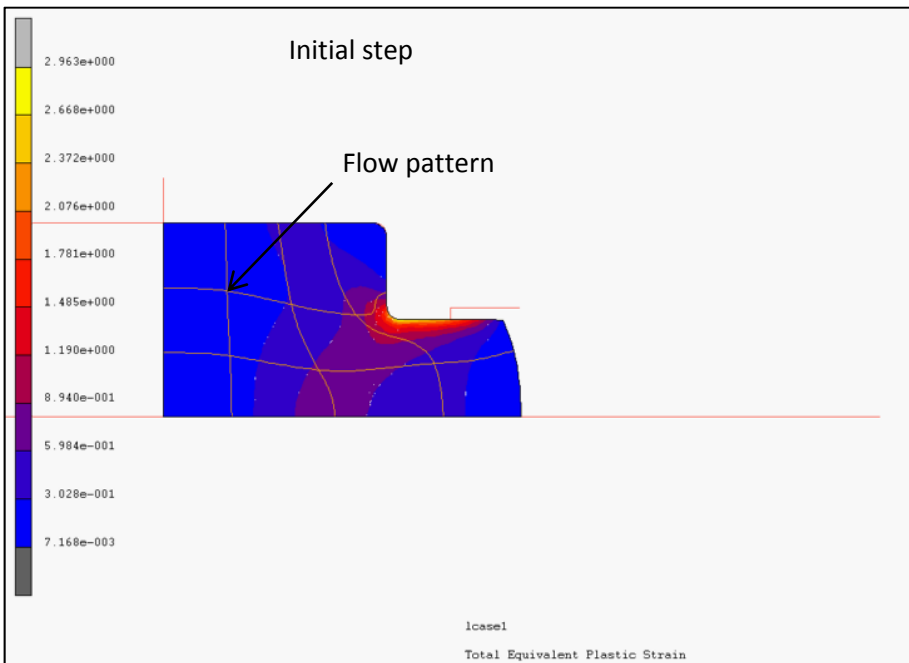 Initial step
2.963e+000
2.668e+000
2.372e+000
Flow pattern
2.076e+000
1.781e+000
1.485e+000
1.190e+000
8.940e-001
5.984e-001
3.028e-001
7.168e-003
lcase1
Total Equivalent Plastic Strain